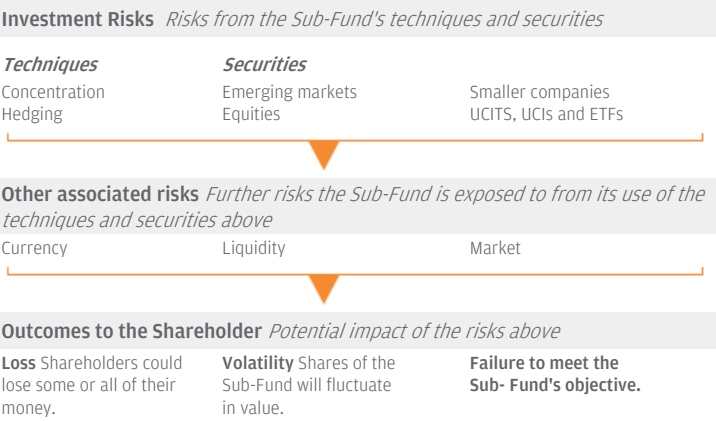 Investment Risks Risks from the Sub-Fund's techniques and securities
Techniques Securities
Concentration Emerging markets Smaller companies
Hedging Equities UCITS, UCIs and ETFs
Other associated risks Further risks the Sub-Fund is exposed to from its use of the
techniques and securities above
Currency Liquidity Market
Outcomes to the Shareholder Potential impact of the risks above
Loss Shareholders could
lose some or all of their
money.
Volatility Shares of the
Sub-Fund will fluctuate
in value.
Failure to meet the
Sub- Fund's objective.